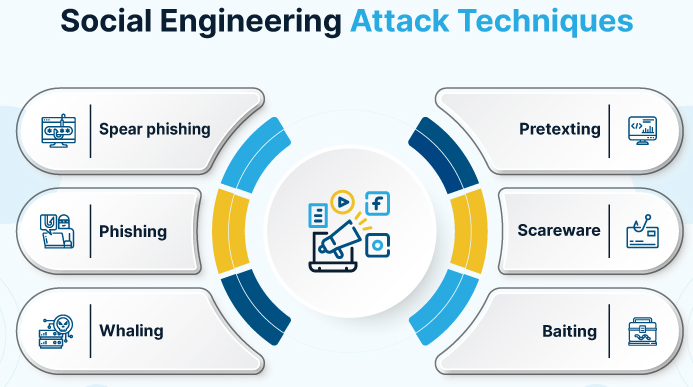 Social Engineering Attack Techniques
Spear phishing
Phishing
Whaling
Pretexting
Scareware
Baiting